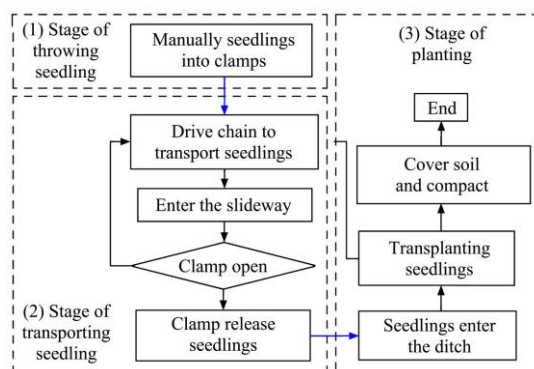 (1) Stage of
throwing
seedling
Manually seedlings
into clamps
Drive chain to
transport seedlings
Enter the slideway
Clamp open
(2) Stage of
transporting
seedling
Clamp release
seedlings
(3) Stage of
planting
End
Cover soil
and compact
Transplanting
seedlings
Seedlings enter
the ditch